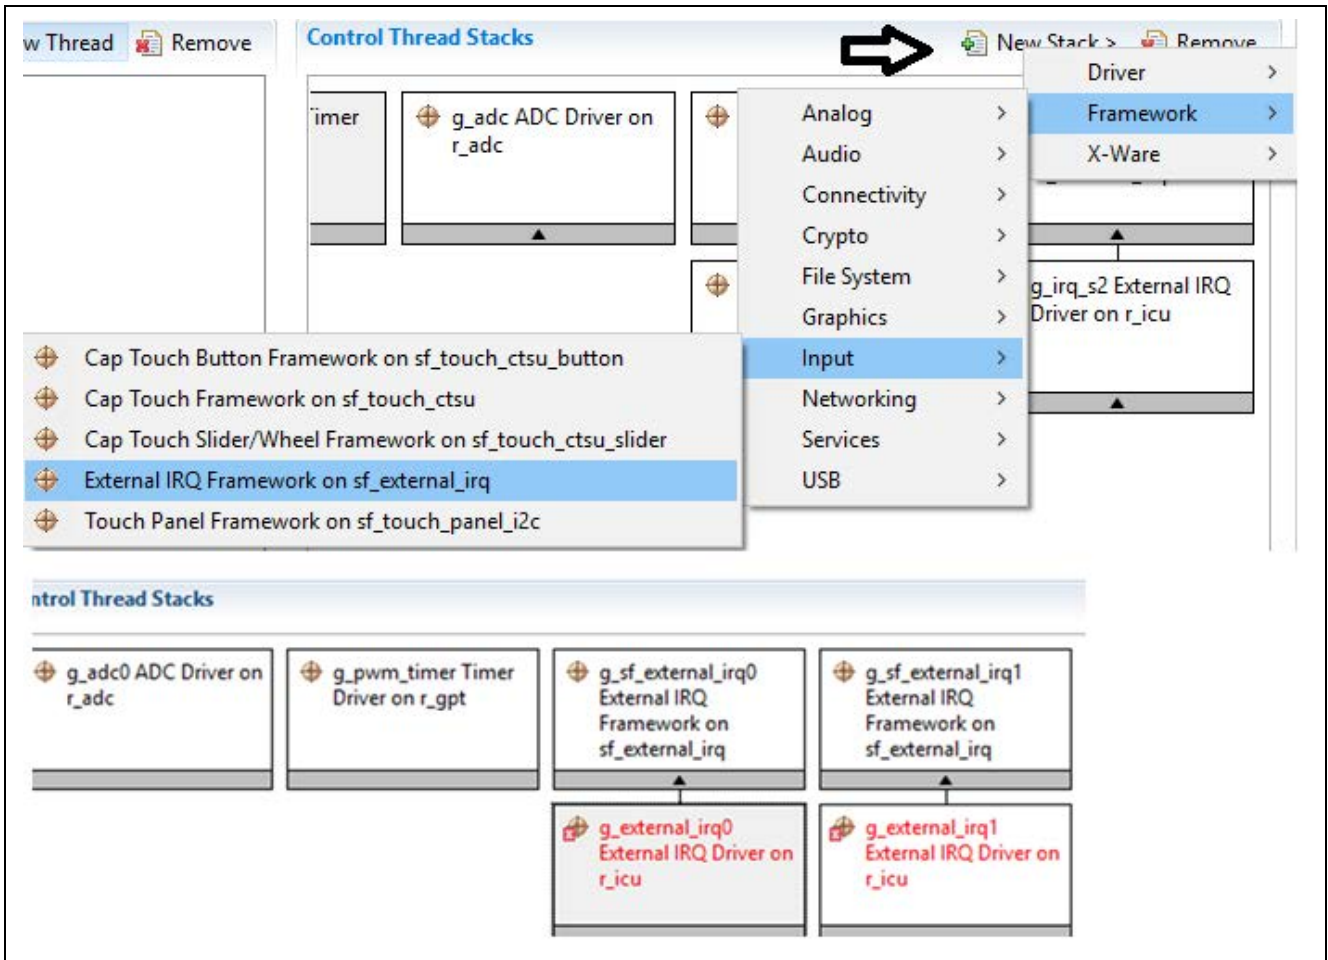 w Thread
Remove
Control Thread Stacks
New Stack >
Remove
Driver
Framework
X-Ware
imer
g_adc ADC Driver on
r_adc
Analog
Audio
Connectivity
Crypto
File System
Graphics
Input
Networking
Services
USB
g_irq_s2 External IRQ
Driver on r_icu
Cap Touch Button Framework on sf_touch_ctsu_button
Cap Touch Framework on sf_touch_ctsu
Cap Touch Slider/Wheel Framework on sf_touch_ctsu_slider
External IRQ Framework on sf_external_irq
Touch Panel Framework on sf_touch_panel_i2c
ntrol Thread Stacks
g_adc0 ADC Driver on
r_adc
g_pwm_timer Timer
Driver on r_gpt
g_sf_external_irq0
External IRQ
Framework on
sf_external_irq
g_sf_external_irq1
External IRQ
Framework on
sf_external_irq
g_external_irq0
External IRQ Driver on
r_icu
g_external_irq1
External IRQ Driver on
r_icu